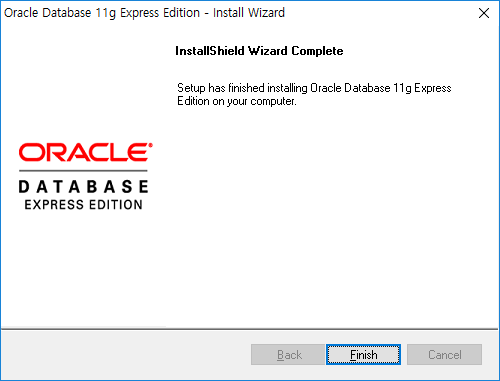 Oracle Database 11g Express Edition - Install Wizard
InstallShield Wizard Complete
Setup has finished installing Oracle Database 11g Express
Edition on your computer.
ORACLE
DATABASE
EXPRESS EDITION
Back Finish Cancel